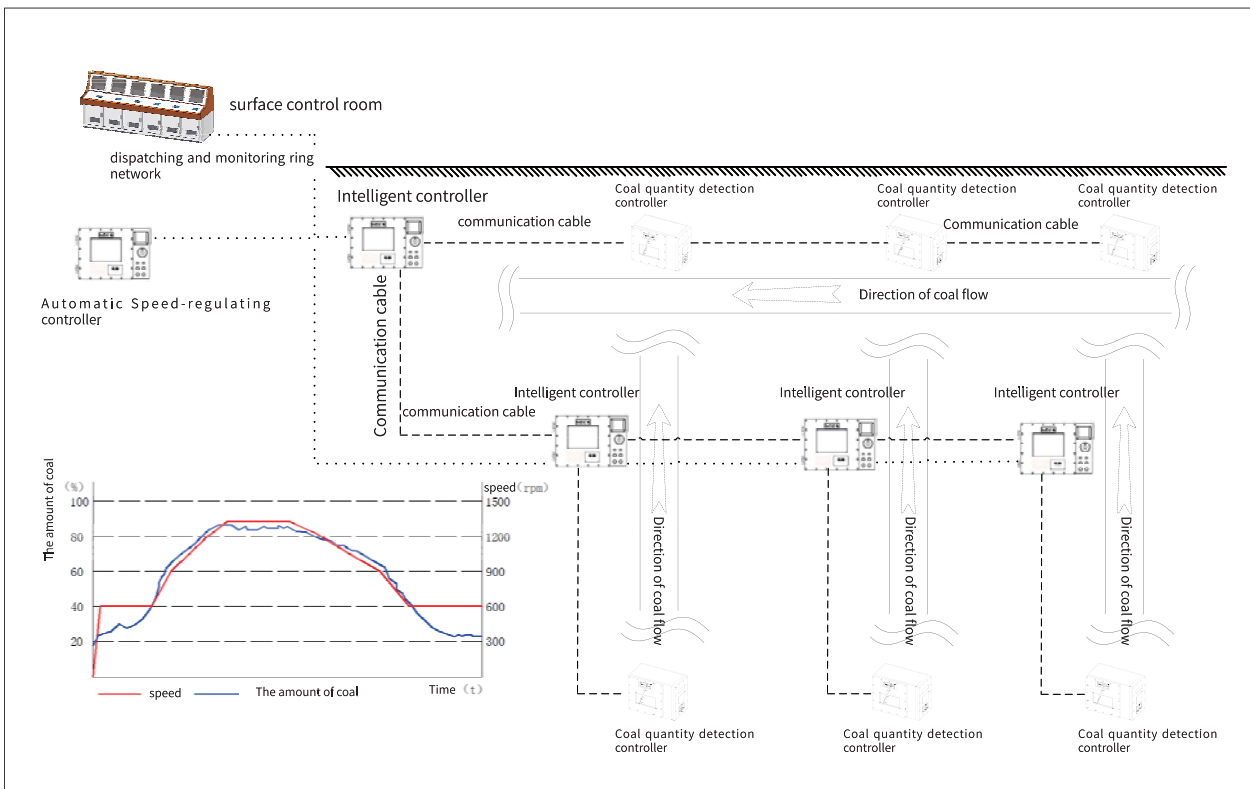 surface control room
dispatching and monitoring ring
network
Intelligent controller
Coal quantity detection
controller
Coal quantity detection
controller
Coal quantity detection
controller
communication cable
Communication cable
Automatic Speed-regulating
controller
Direction of coal flow
Communication cable
communication cable
Intelligent controller
Intelligent controller
Intelligent controller
Direction of coal flow
Direction of coal flow
Direction of coal flow
The amount of coal
(%)
speed(rpm)
100
1500
80
1200
60
900
40
600
20
300
speed
The amount of coal
Time (t)
Coal quantity detection
controller
Coal quantity detection
controller
Coal quantity detection
controller